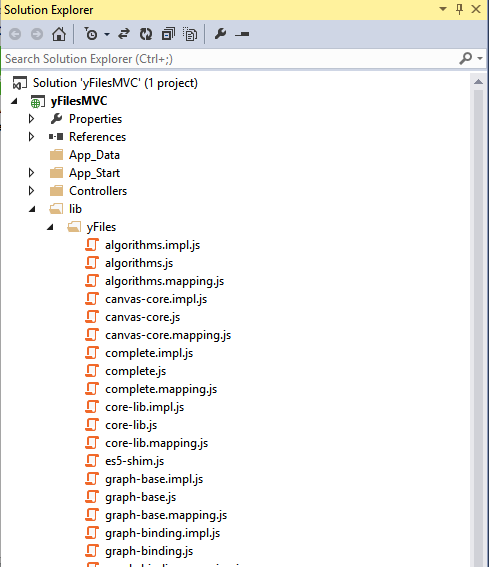 Solution Explorer
Search Solution Explorer (Ctrl+;)
Solution 'yFilesMVC' (1 project)
yFilesMVC
Properties
References
App_Data
App_Start
Controllers
lib
yFiles
algorithms.impl.js
algorithms.js
algorithms.mapping.js
canvas-core.impl.js
canvas-core.js
canvas-core.mapping.js
complete.impl.js
complete.js
complete.mapping.js
core-lib.impl.js
core-lib.js
core-lib.mapping.js
es5-shim.js
graph-base.impl.js
graph-base.js
graph-base.mapping.js
graph-binding.impl.js
graph-binding.js